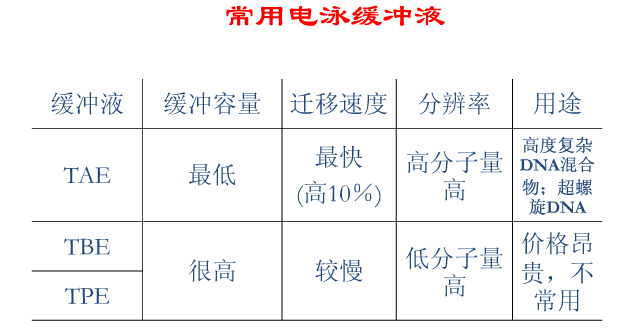 常用电泳缓冲液
缓冲液 缓冲容量 迁移速度 分辨率 用途
TAE 最低 最快 (高10%) 高分子量高 高度复杂DNA混合物；超螺旋DNA
TBE 很高 较慢 低分子量高 价格昂贵，不常用
TPE